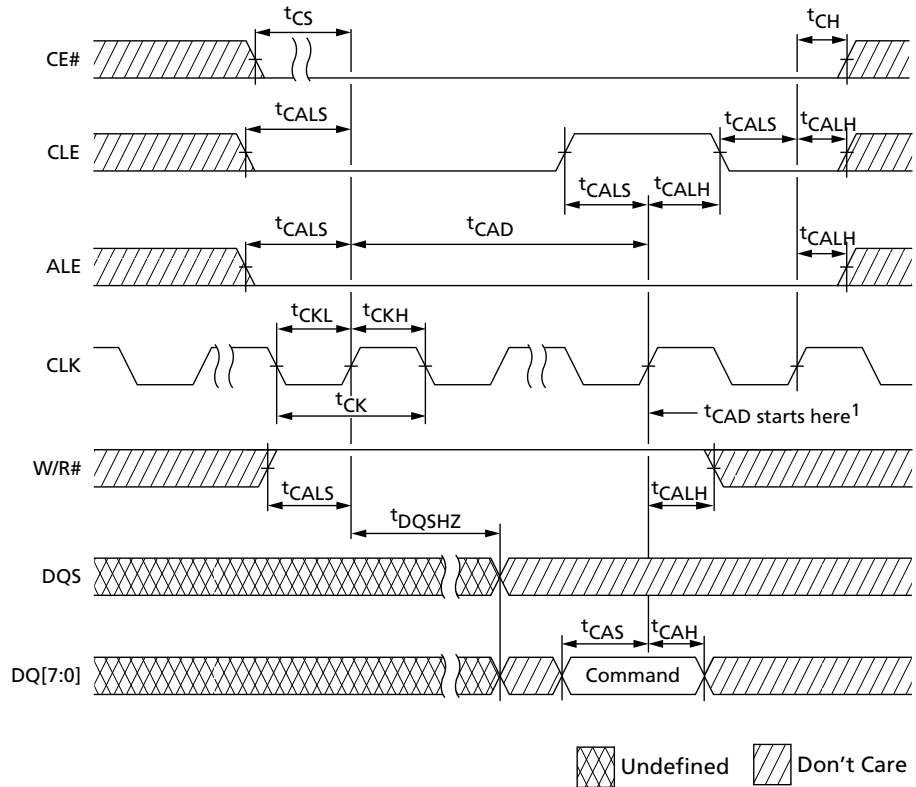 tCS
tCH
CE#
tCALS
tCALS
tCALH
CLE
tCALS
tCALH
tCALS
tCAD
tCALH
ALE
tCKL
tCKH
CLK
tCK
tCAD starts here1
W/R#
tCALS
tCALH
tDQSHZ
DQS
tCAS
tCAH
DQ[7:0]
Command
Undefined
Don't Care